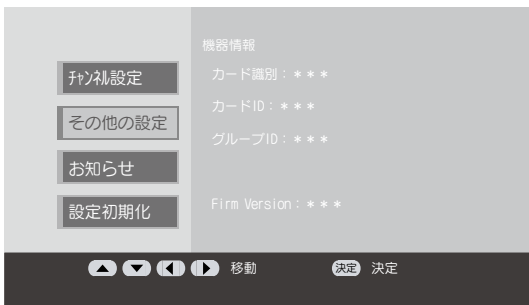 機器情報
カード識別：＊＊＊
カードID：＊＊＊
グループID：＊＊＊
Firm Version：＊＊＊
ﾁｬﾝﾈﾙ設定
その他の設定
お知らせ
設定初期化
移動 決定 決定